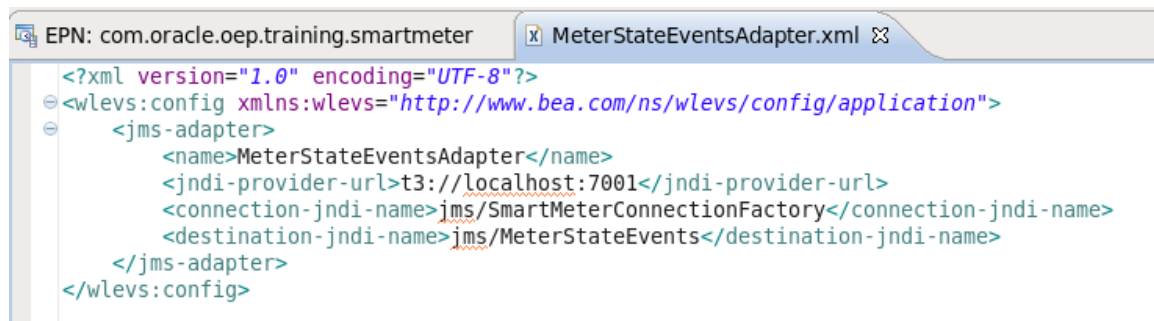 EPN: com.oracle.oep.training.smartmeter
MeterStateEventsAdapter.xml
<?xml version="1.0" encoding="UTF-8"?>
<wlevs:config xmlns:wlevs="http://www.bea.com/ns/wlevs/config/application">
<jms-adapter>
<name>MeterStateEventsAdapter</name>
<jndi-provider-url>t3://localhost:7001</jndi-provider-url>
<connection-jndi-name>jms/SmartMeterConnectionFactory</connection-jndi-name>
<destination-jndi-name>jms/MeterStateEvents</destination-jndi-name>
</jms-adapter>
</wlevs:config>